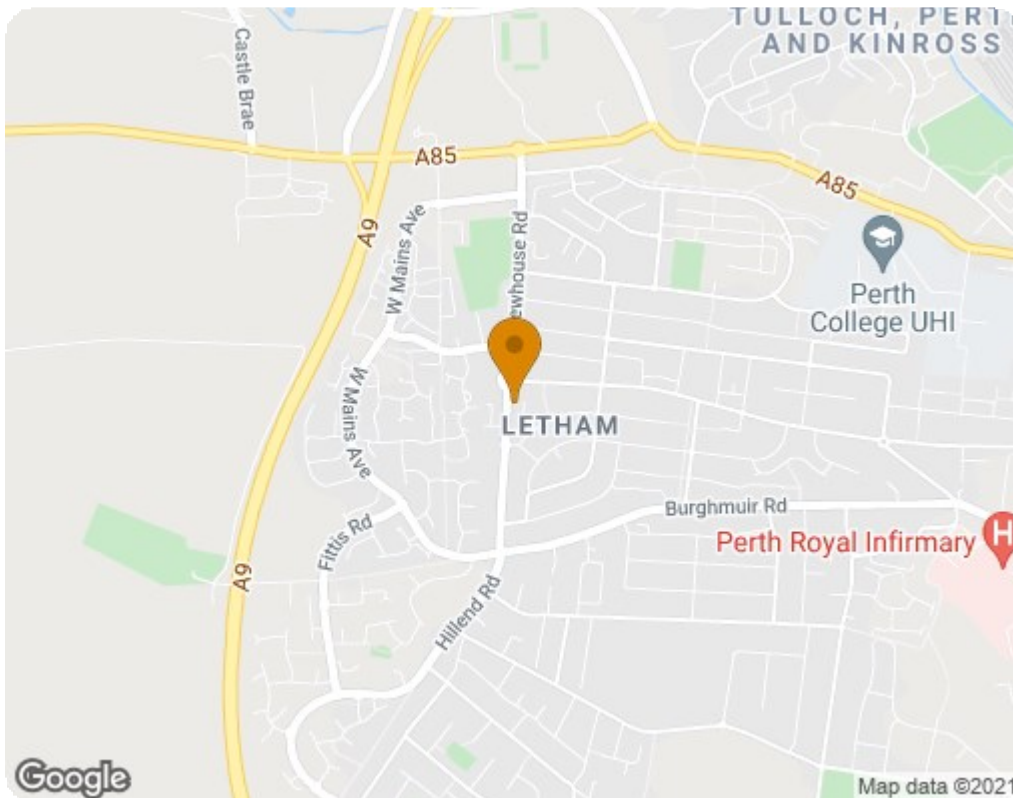 TULLOCH, PERT
AND KINROSS
Castle Brae
A85
A85
A9
W Mains Ave
ewhouse Rd
Perth
College UHI
W Mains Ave
LETHAM
Burghmuir Rd
Fittis Rd
Perth Royal Infirmary
H
A9
Hillend Rd
Google
Map data ©2021